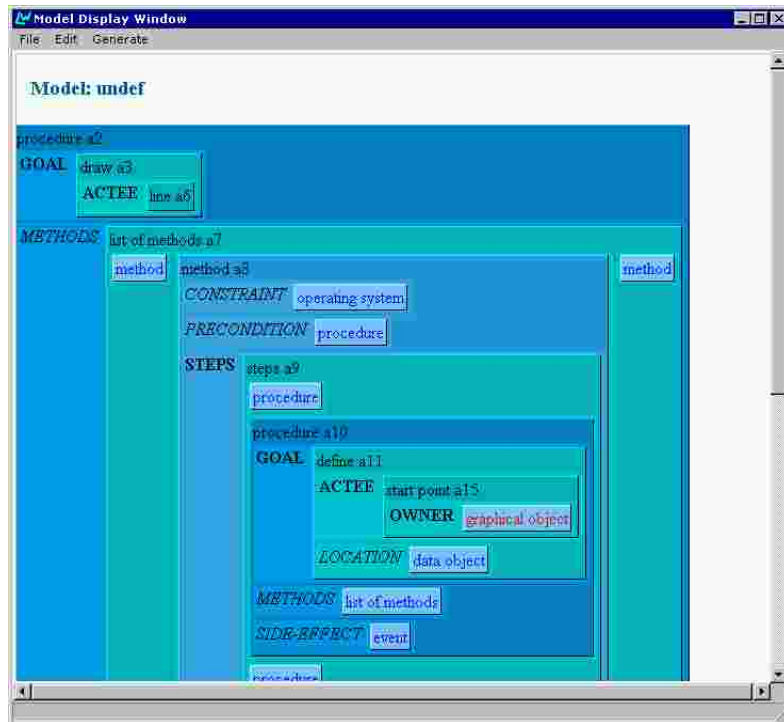 Model Display Window
File Edit Generate
Model: undef
procedure a2
GOAL draw a3
ACTEE line a6
METHODS list of methods a7
method method a8 method
CONSTRAINT operating system
PRECONDITION procedure
STEPS steps a9
procedure
procedure a10
GOAL define a11
ACTEE start point a15
OWNER graphical object
LOCATION data object
METHODS list of methods
SIDE-EFFECT event
procedure